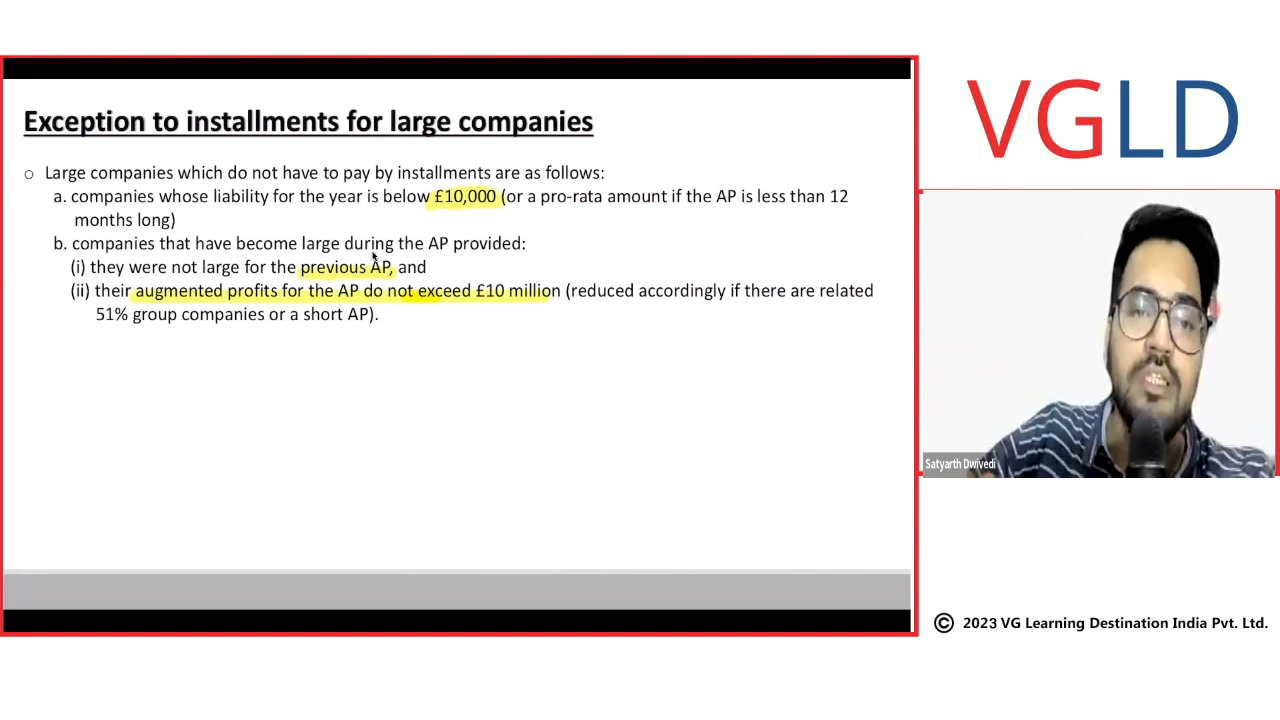 Exception to installments for large companies
○ Large companies which do not have to pay by installments are as follows:
a. companies whose liability for the year is below £10,000 (or a pro-rata amount if the AP is less than 12
months long)
b. companies that have become large during the AP provided:
(i) they were not large for the previous AP, and
(ii) their augmented profits for the AP do not exceed £10 million (reduced accordingly if there are related
51% group companies or a short AP).
VGLD
Satyarth Dwivedi
© 2023 VG Learning Destination India Pvt. Ltd.